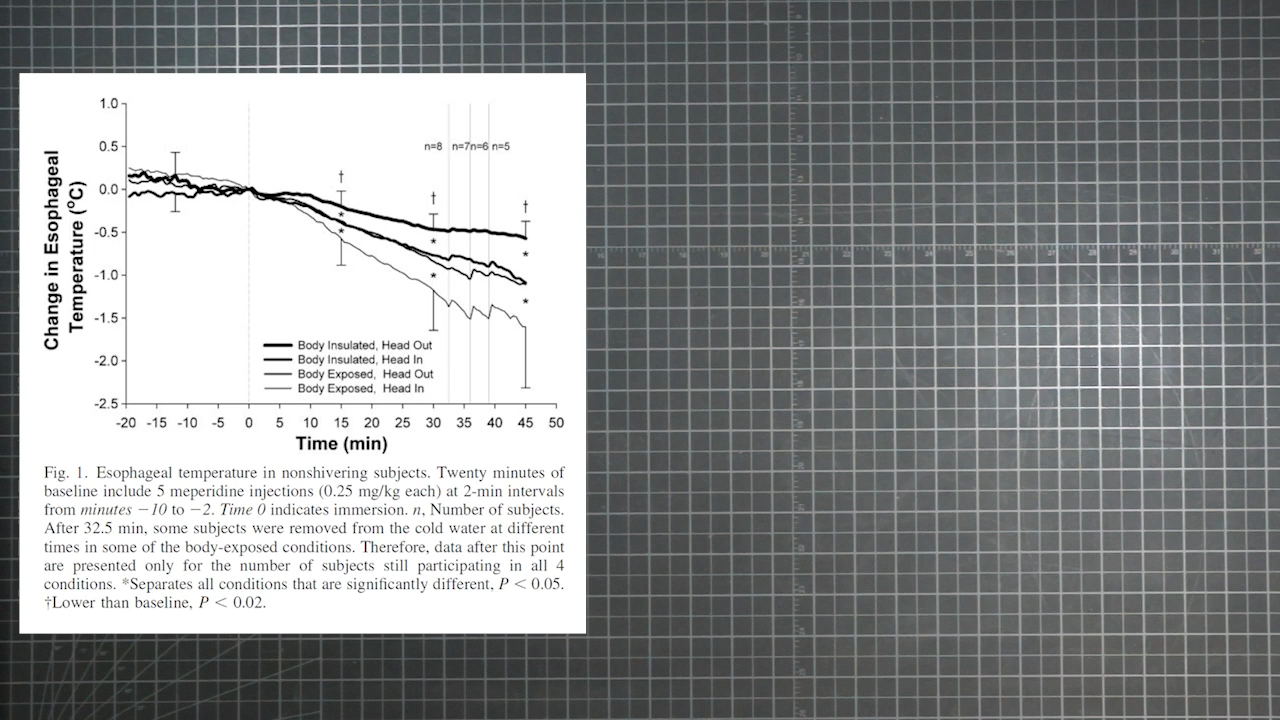 1.0
0.5
0.0
-0.5
-1.0
-1.5
-2.0
-2.5
Change in Esophageal
Temperature (°C)
n=8 n=7 n=6 n=5
† † †
* * * * * *
Body Insulated, Head Out
Body Insulated, Head In
Body Exposed, Head Out
Body Exposed, Head In
-20 -15 -10 -5 0 5 10 15 20 25 30 35 40 45 50
Time (min)
Fig. 1. Esophageal temperature in nonshivering subjects. Twenty minutes of
baseline include 5 meperidine injections (0.25 mg/kg each) at 2-min intervals
from minutes −10 to −2. Time 0 indicates immersion. n, Number of subjects.
After 32.5 min, some subjects were removed from the cold water at different
times in some of the body-exposed conditions. Therefore, data after this point
are presented only for the number of subjects still participating in all 4
conditions. *Separates all conditions that are significantly different, P < 0.05.
†Lower than baseline, P < 0.02.